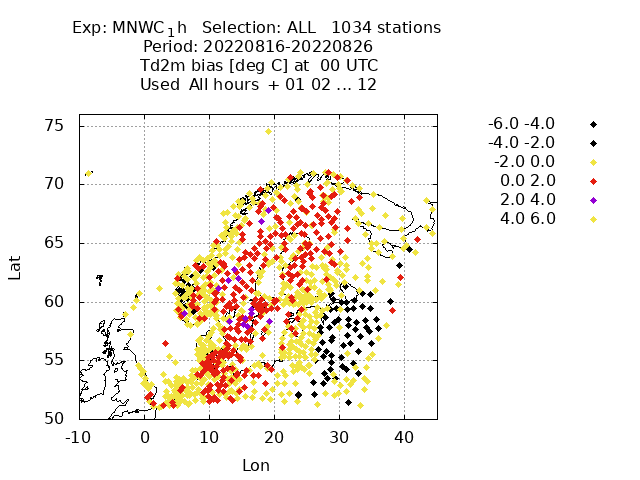 Exp: MNWC1h Selection: ALL 1034 stations
Period: 20220816-20220826
Td2m bias [deg C] at 00 UTC
Used All hours + 01 02 ... 12
75
70
65
60
55
50
-10 0 10 20 30 40
Lat
Lon
-6.0 -4.0
-4.0 -2.0
-2.0 0.0
0.0 2.0
2.0 4.0
4.0 6.0